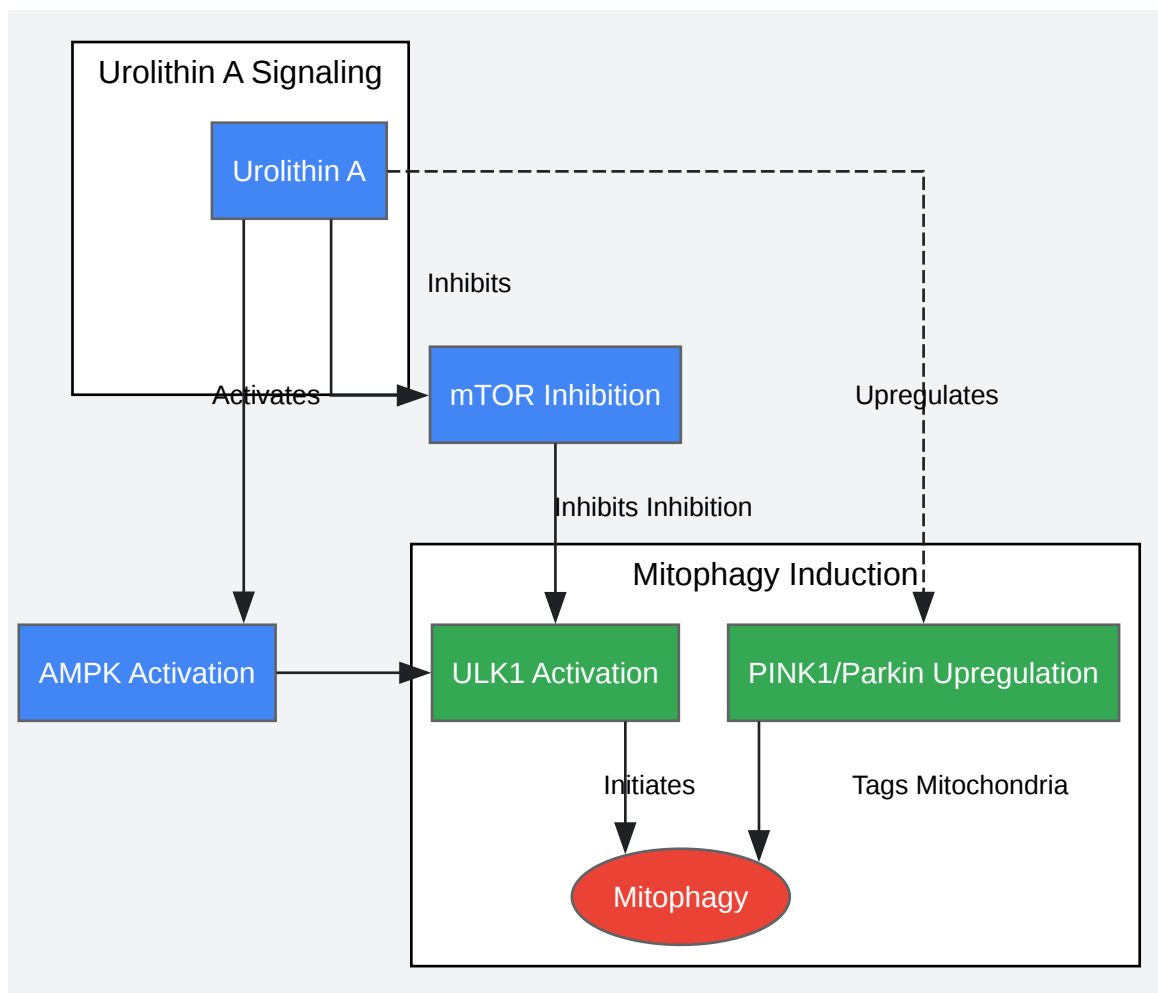 Urolithin A Signaling
Urolithin A
Inhibits
Activates
mTOR Inhibition
Upregulates
Inhibits Inhibition
Mitophagy Induction
AMPK Activation
ULK1 Activation
PINK1/Parkin Upregulation
Initiates
Tags Mitochondria
Mitophagy